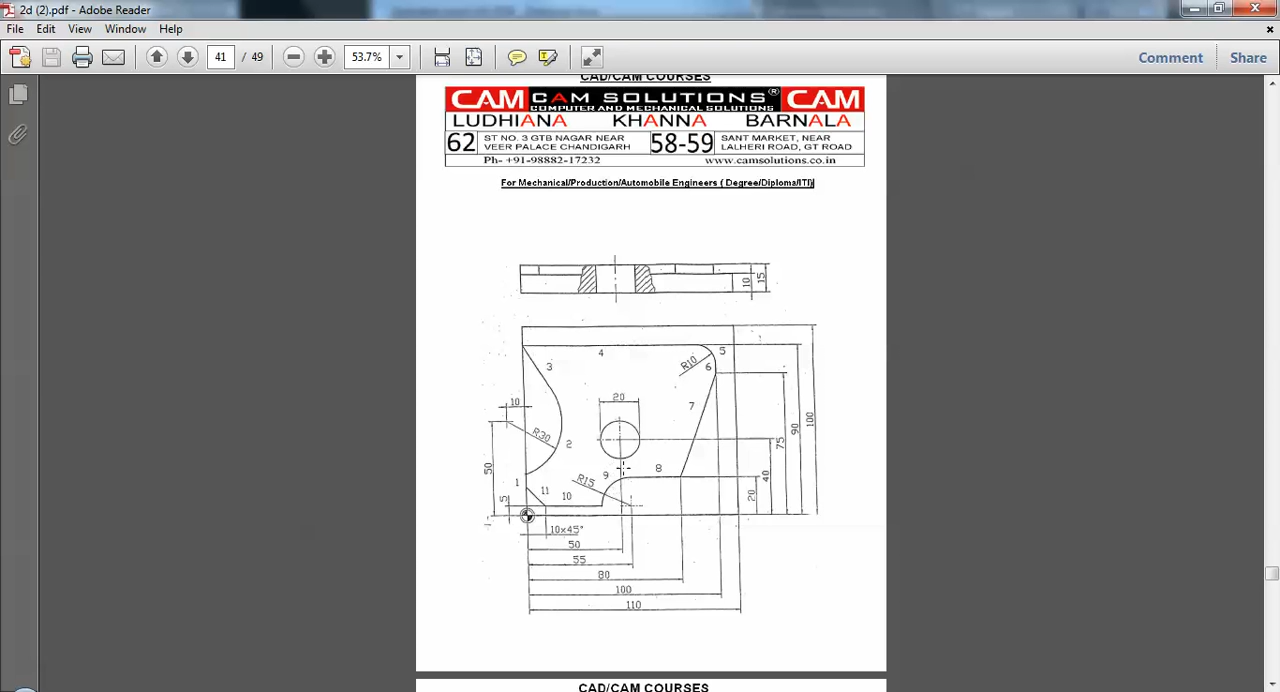 2d (2).pdf - Adobe Reader
File Edit View Window Help
41 / 49 53.7% Comment Share
CAD/CAM COURSES
CAM CAM SOLUTIONS ® CAM
COMPUTER AND MECHANICAL SOLUTIONS
LUDHIANA KHANNA BARNALA
62 ST NO. 3 GTB NAGAR NEAR
VEER PALACE CHANDIGARH
58-59 SANT MARKET, NEAR
LALHERI ROAD, GT ROAD
Ph- +91-98882-17232 www.camsolutions.co.in
For Mechanical/Production/Automobile Engineers ( Degree/Diploma/ITI)
10 15
4 5
3 R10 6
10 20 7
R30 2
50 75 90 100
40
9 8
1 R15 20
11 10
5
10x45°
50
55
80
100
110
CAD/CAM COURSES